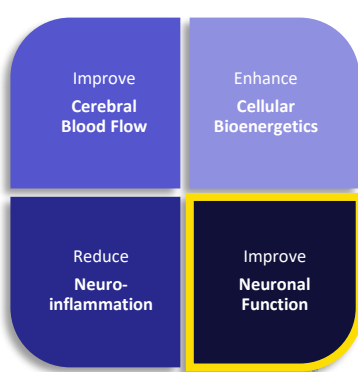 Improve
Cerebral
Blood Flow
Enhance
Cellular
Bioenergetics
Reduce
Neuro-
inflammation
Improve
Neuronal
Function